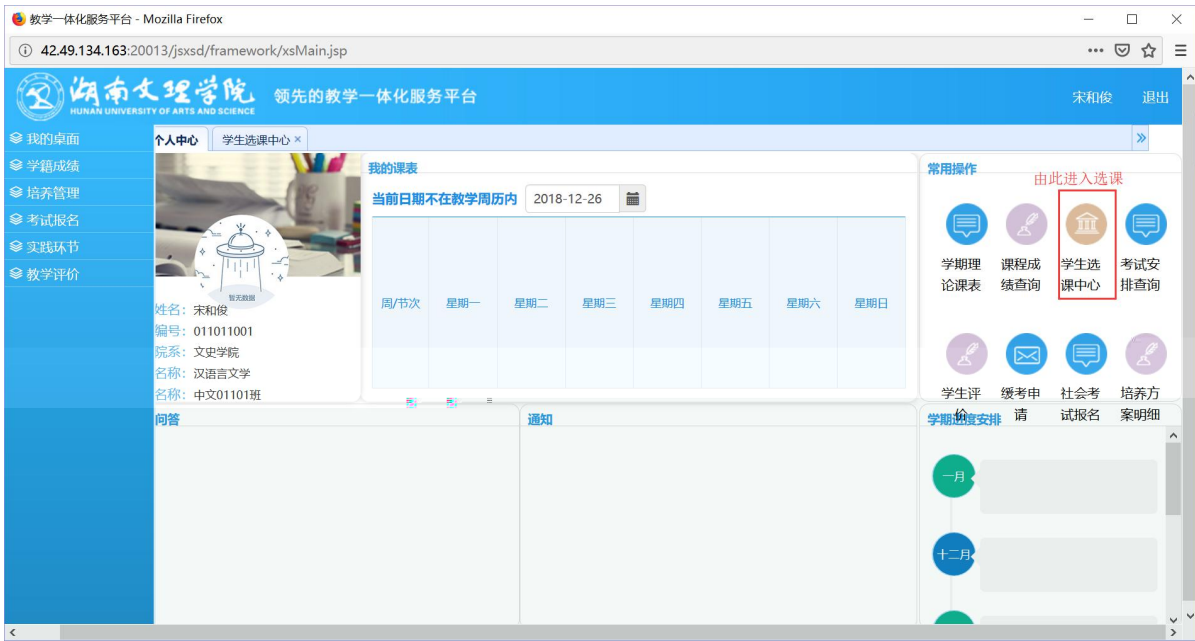 教学一体化服务平台 - Mozilla Firefox
42.49.134.163:20013/jsxsd/framework/xsMain.jsp
湖南文理学院
HUNAN UNIVERSITY OF ARTS AND SCIENCE
领先的教学一体化服务平台
宋和俊 退出
我的桌面
学籍成绩
培养管理
考试报名
实践环节
教学评价
个人中心 学生选课中心 ×
暂无数据
姓名：宋和俊
编号：011011001
院系：文史学院
名称：汉语言文学
名称：中文01101班
我的课表
当前日期不在教学周历内 2018-12-26
周/节次 星期一 星期二 星期三 星期四 星期五 星期六 星期日
常用操作
由此进入选课
学期理
论课表
课程成
绩查询
学生选
课中心
考试安
排查询
学生评
价
缓考申
请
社会考
试报名
培养方
案明细
问答
通知
学期进度安排
一月
十二月